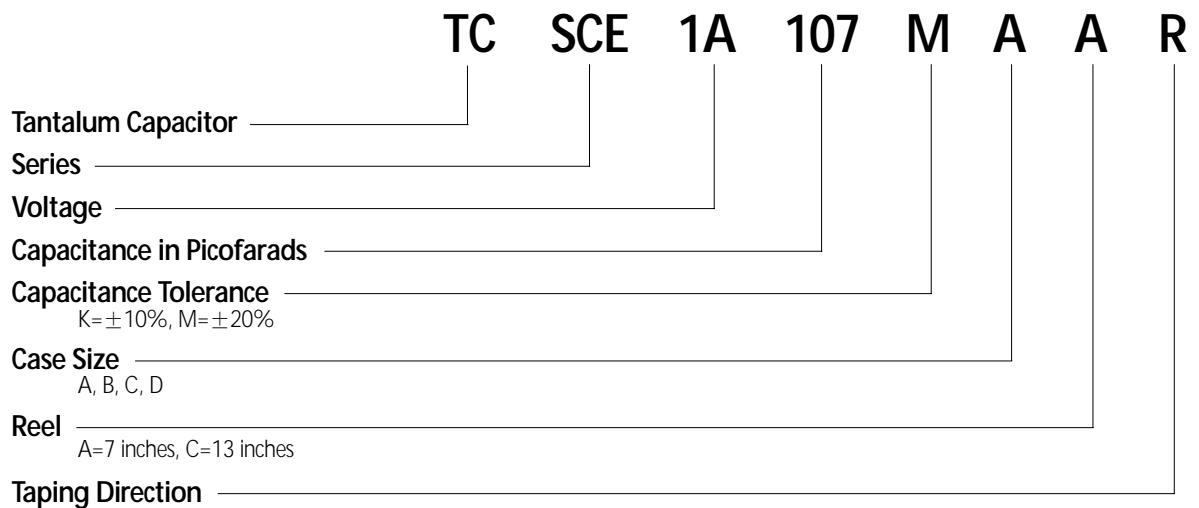 TC SCE 1A 107 M A A R
Tantalum Capacitor
Series
Voltage
Capacitance in Picofarads
Capacitance Tolerance
K=±10%, M=±20%
Case Size
A, B, C, D
Reel
A=7 inches, C=13 inches
Taping Direction